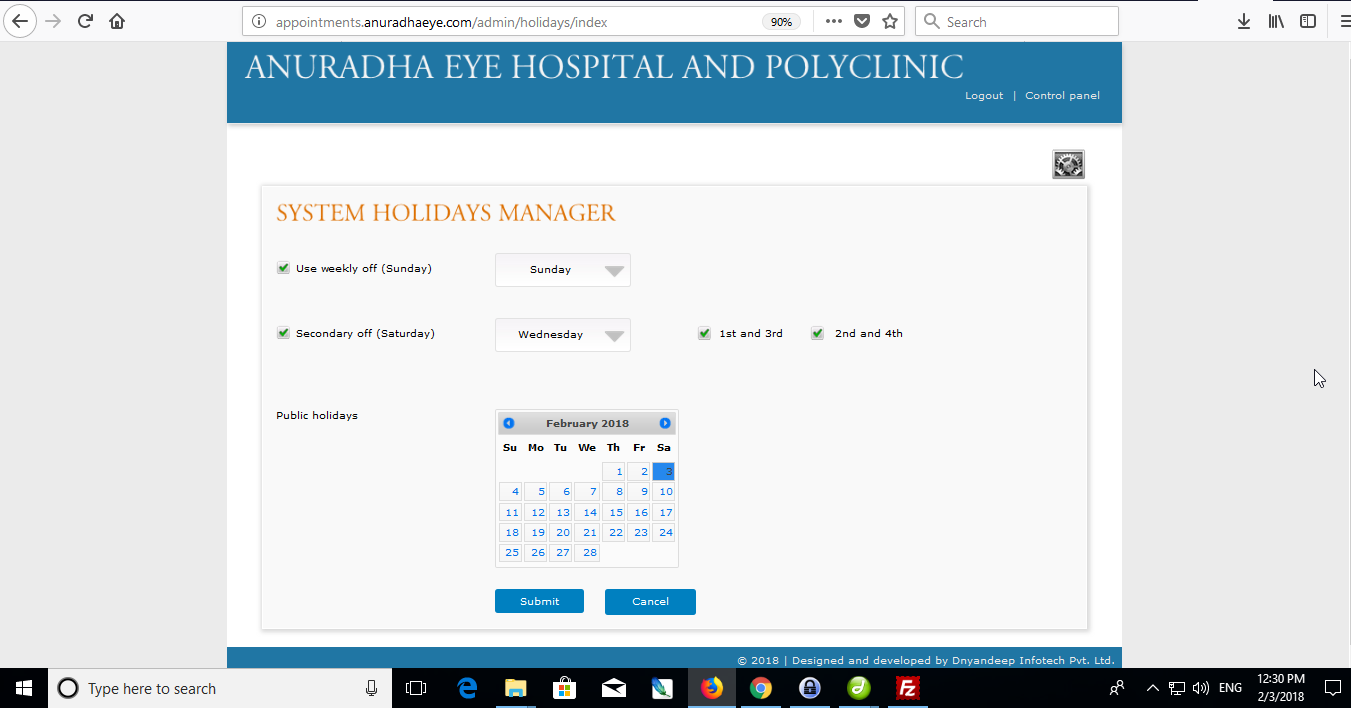 appointments.anuradhaeye.com/admin/holidays/index 90% Search
ANURADHA EYE HOSPITAL AND POLYCLINIC
Logout | Control panel
SYSTEM HOLIDAYS MANAGER
Use weekly off (Sunday) Sunday
Secondary off (Saturday) Wednesday 1st and 3rd 2nd and 4th
Public holidays
February 2018
Su Mo Tu We Th Fr Sa
1 2 3
4 5 6 7 8 9 10
11 12 13 14 15 16 17
18 19 20 21 22 23 24
25 26 27 28
Submit Cancel
© 2018 | Designed and developed by Dnyandeep Infotech Pvt. Ltd.
Type here to search ENG 12:30 PM
2/3/2018